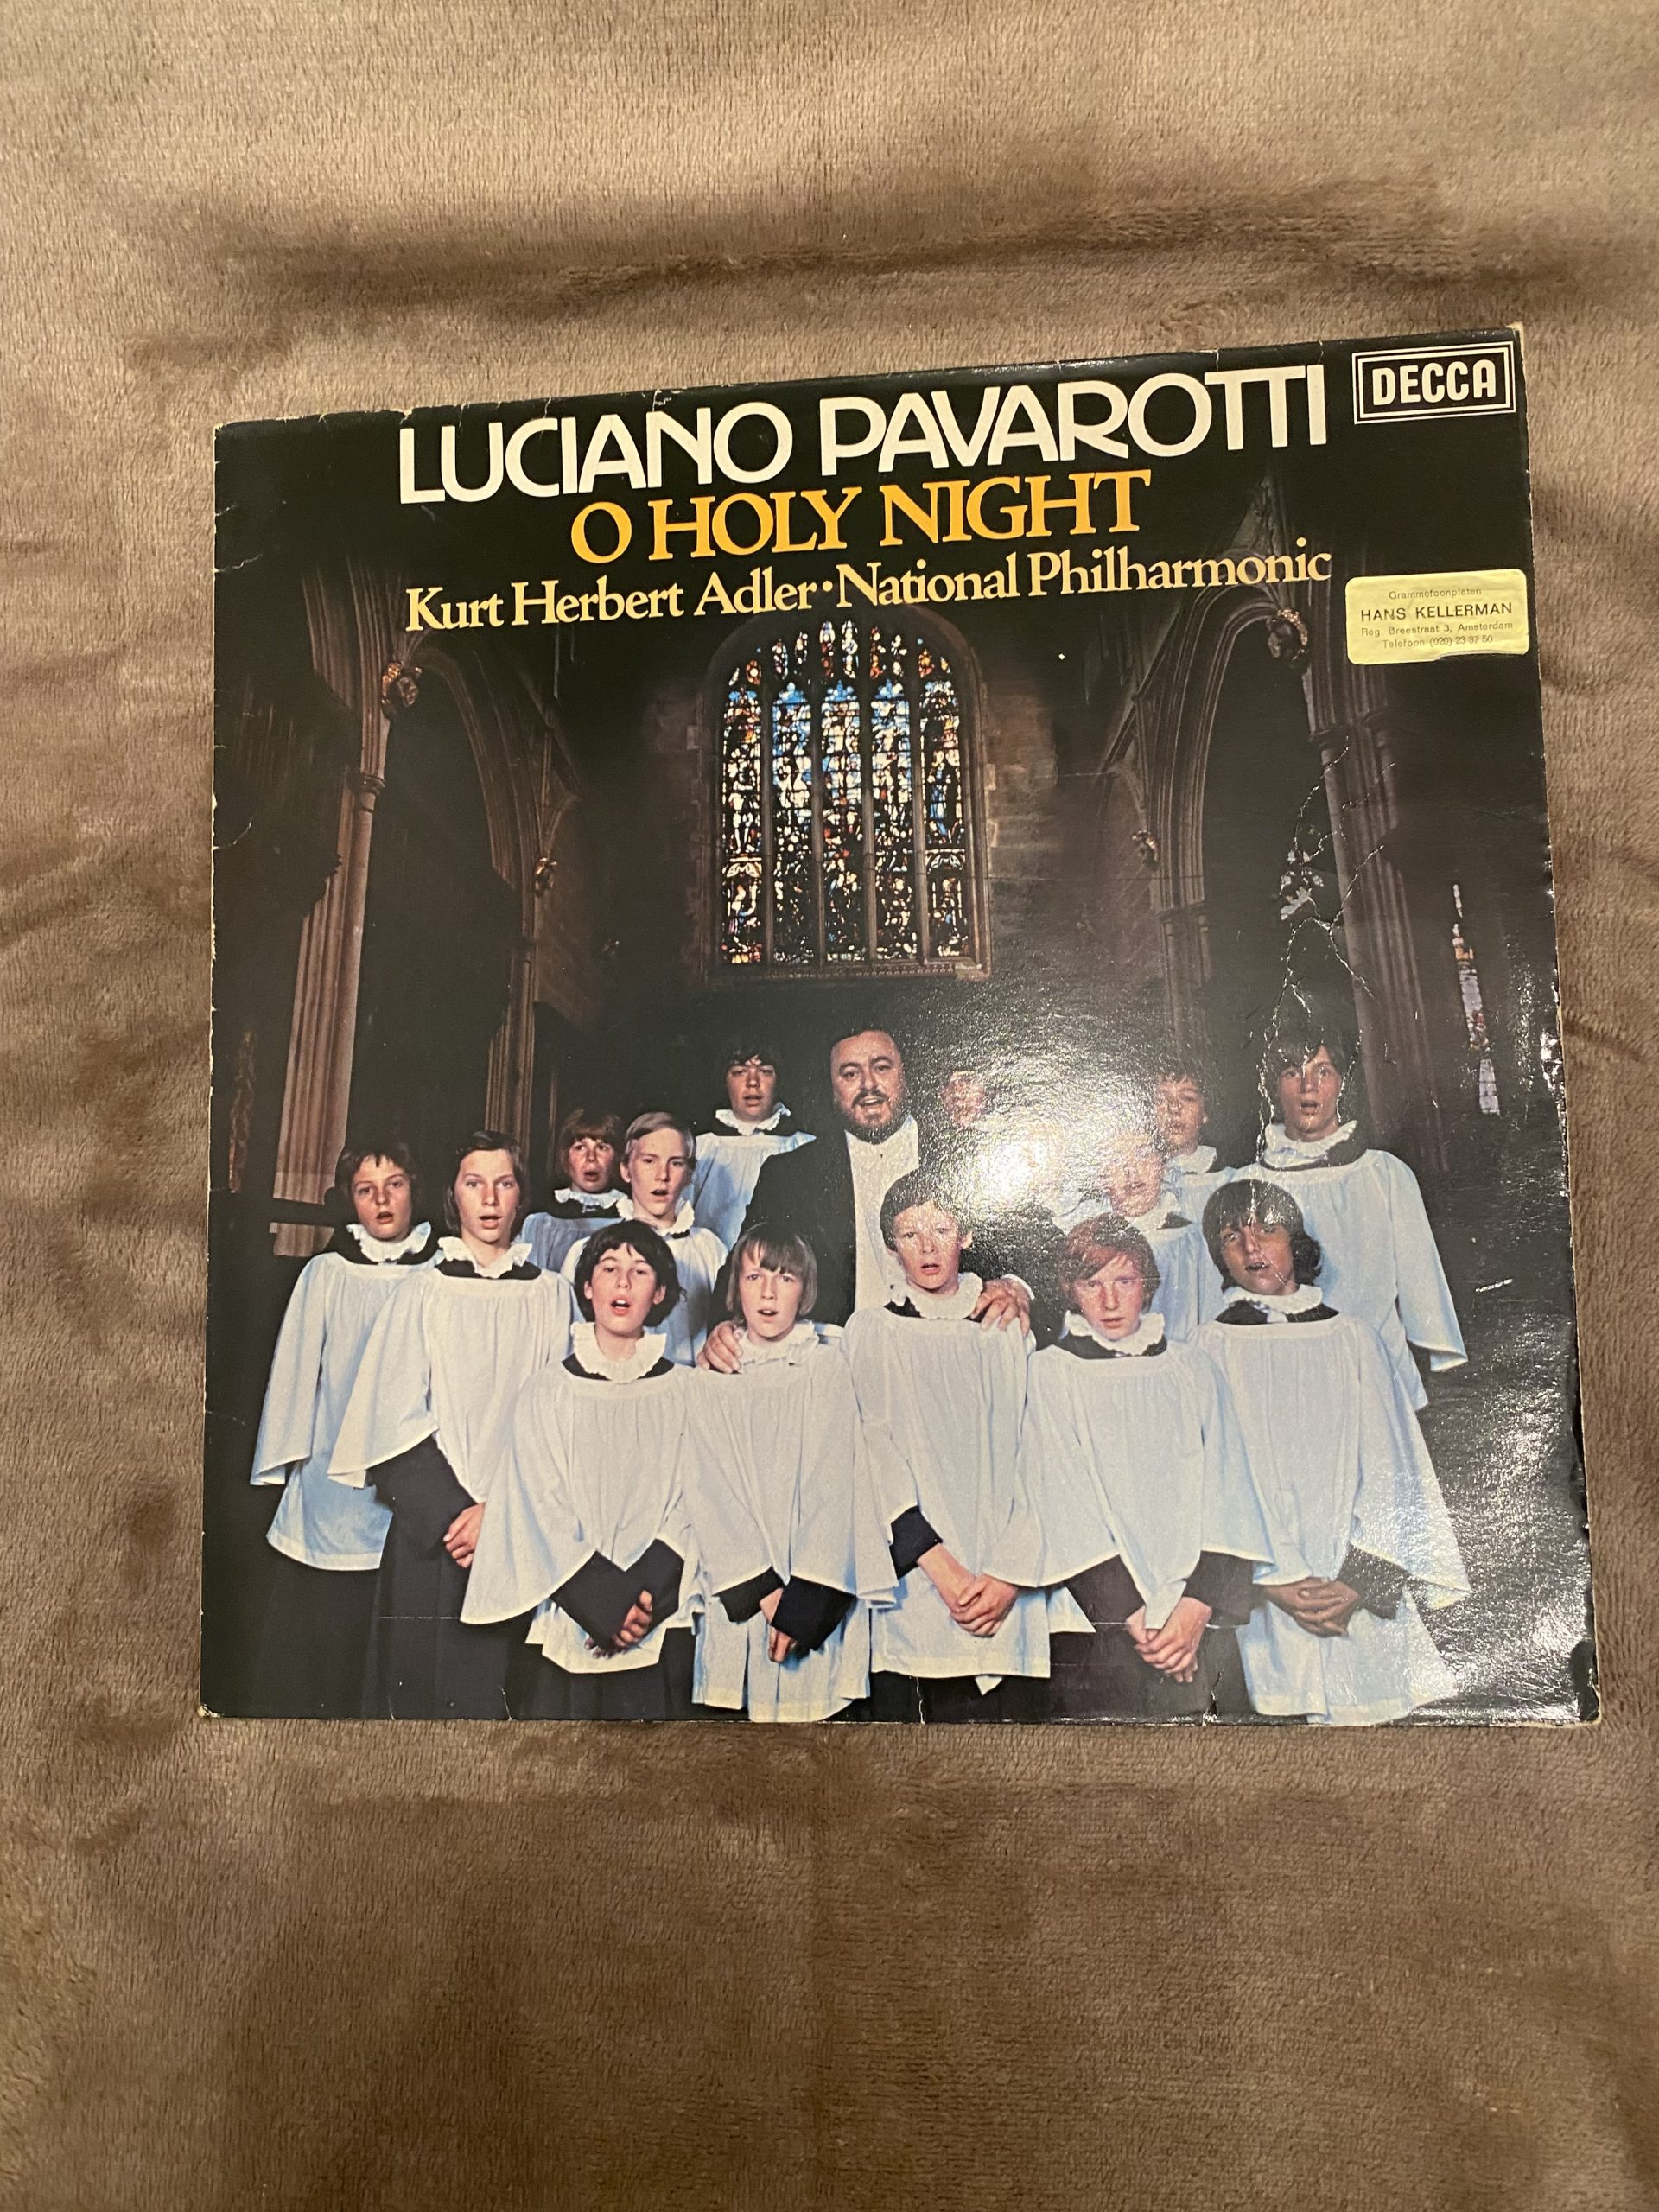 LUCIANO PAVAROTTI
DECCA
O HOLY NIGHT
Kurt Herbert Adler • National Philharmonic
Grammofoonplaten
HANS KELLERMAN
Reg. Breestraat 3, Amsterdam
Telefoon (020) 23 37 50